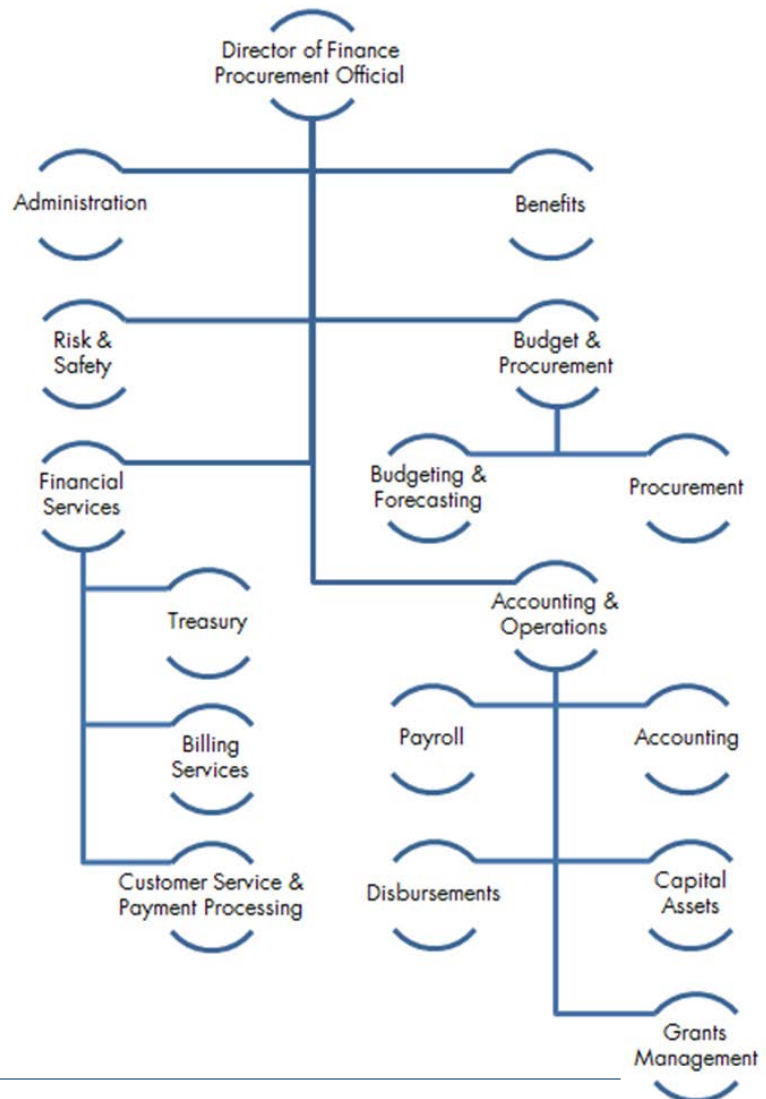 Director of Finance
Procurement Official
Administration
Benefits
Risk &
Safety
Budget &
Procurement
Financial
Services
Budgeting &
Forecasting
Procurement
Treasury
Accounting &
Operations
Billing
Services
Payroll
Accounting
Customer Service &
Payment Processing
Disbursements
Capital
Assets
Grants
Management